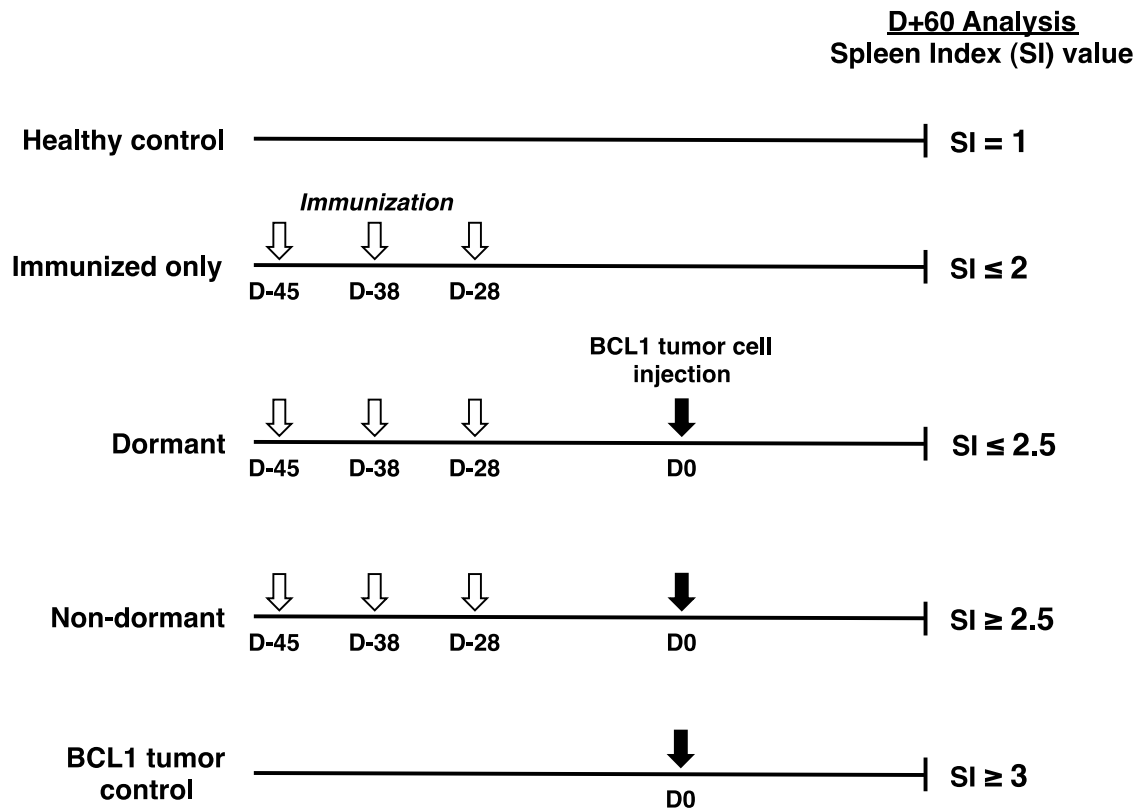 D+60 Analysis
Spleen Index (SI) value
Healthy control
SI = 1
Immunization
Immunized only
D-45 D-38 D-28
SI ≤ 2
BCL1 tumor cell
injection
Dormant
D-45 D-38 D-28 D0
SI ≤ 2.5
Non-dormant
D-45 D-38 D-28 D0
SI ≥ 2.5
BCL1 tumor
control
D0
SI ≥ 3